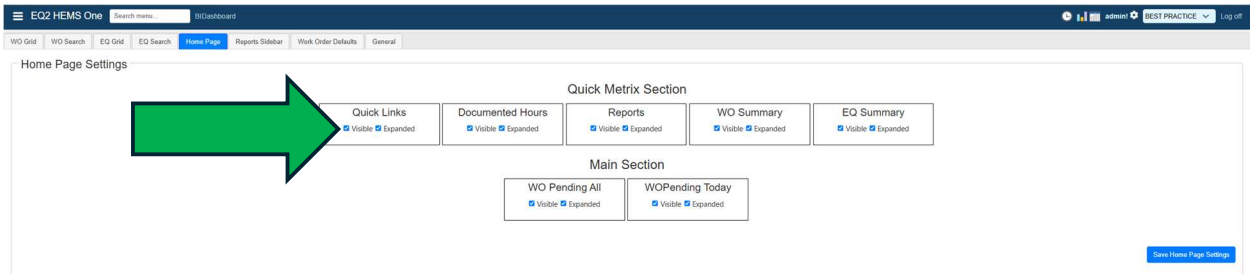 EQ2 HEMS One Search menu... BIDashboard admin! BEST PRACTICE Log off
WO Grid WO Search EQ Grid EQ Search Home Page Reports Sidebar Work Order Defaults General
Home Page Settings
Quick Metrix Section
Quick Links Documented Hours Reports WO Summary EQ Summary
Visible Expanded Visible Expanded Visible Expanded Visible Expanded Visible Expanded
Main Section
WO Pending All WOPending Today
Visible Expanded Visible Expanded
Save Home Page Settings